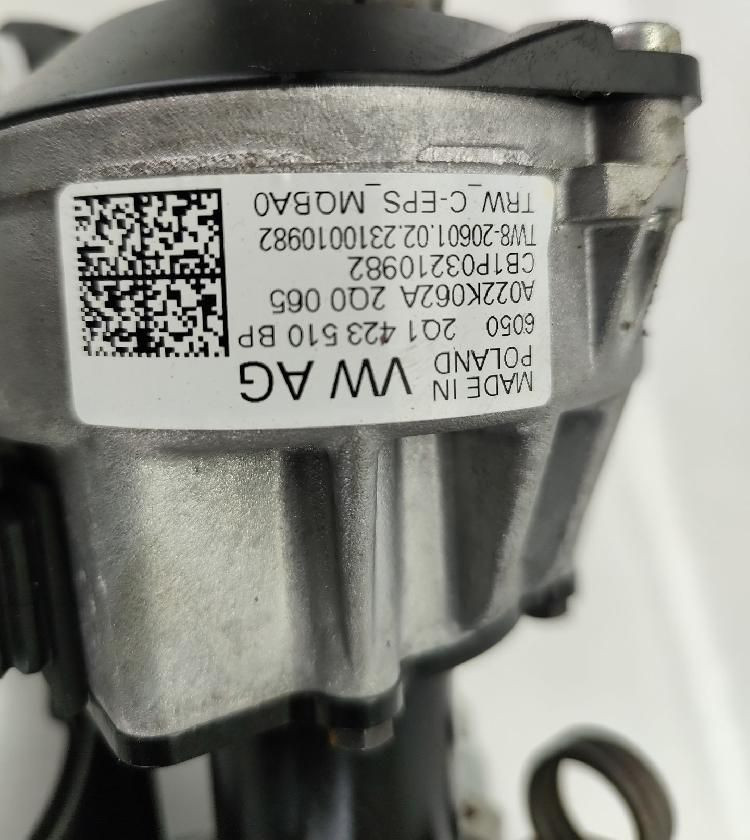 MADE IN POLAND VW AG
6050 2Q1 423 510 BP
A022K062A 2Q0 065
CB1P03210982
TW8-20601.02.2310010982
TRW_C-EPS_MQBA0